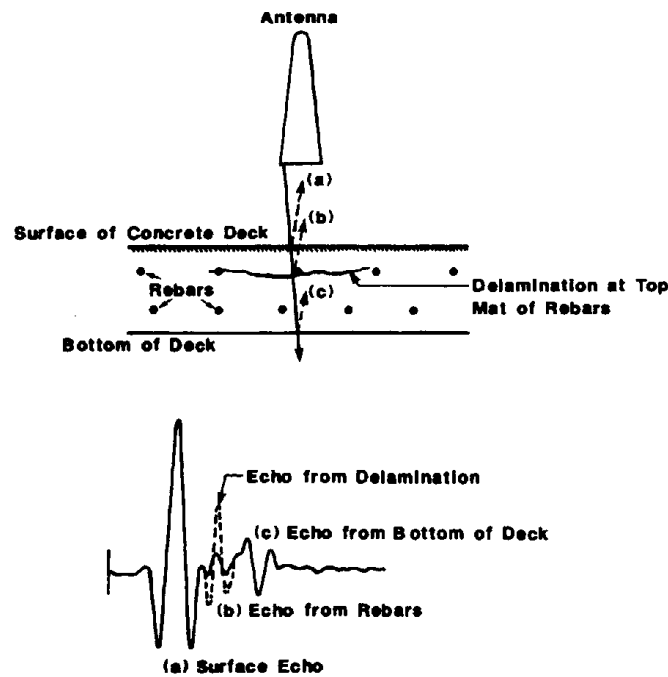 Antenna
(a)
(b)
Surface of Concrete Deck
Rebars
(c)
Delamination at Top
Mat of Rebars
Bottom of Deck
Echo from Delamination
(c) Echo from Bottom of Deck
(b) Echo from Rebars
(a) Surface Echo